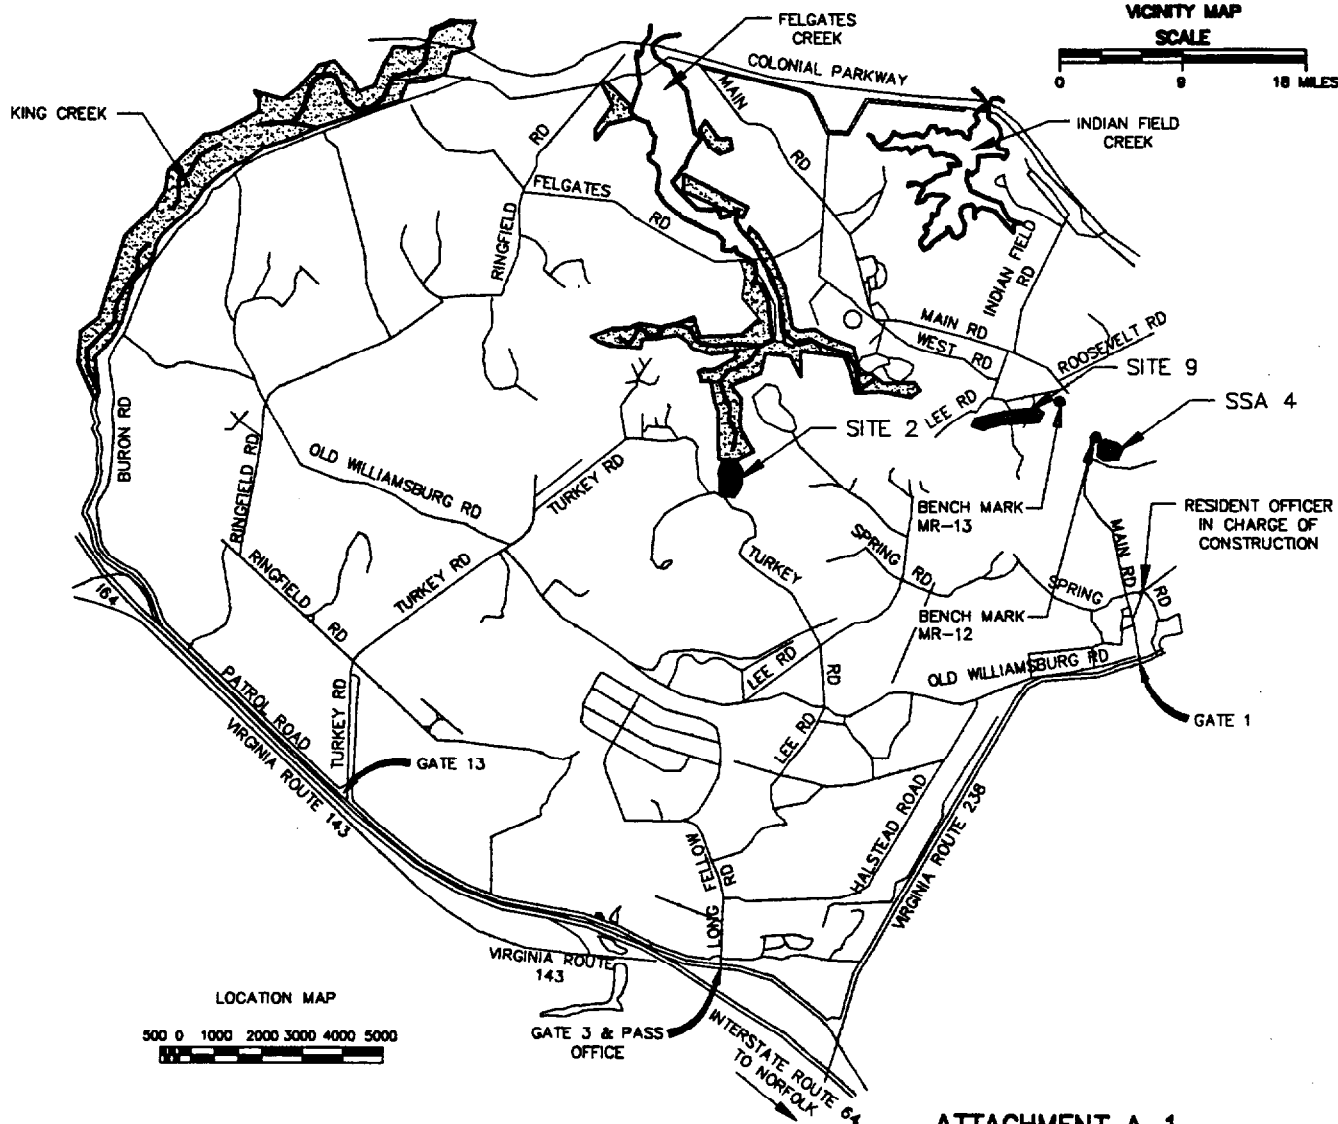 VICINITY MAP
SCALE
0 9 18 MILES
FELGATES
CREEK
COLONIAL PARKWAY
KING CREEK
MAIN
RD
INDIAN FIELD
CREEK
RD
RINGFIELD
FELGATES
RD
INDIAN FIELD
RD
MAIN RD
WEST RD
ROOSEVELT RD
SITE 9
LEE RD
SSA 4
SITE 2
BURON RD
RINGFIELD RD
OLD WILLIAMSBURG RD
TURKEY RD
BENCH MARK
MR-13
RESIDENT OFFICER
IN CHARGE OF
CONSTRUCTION
MAIN RD
SPRING RD
SPRING
RD
TURKEY
RD
TURKEY RD
RINGFIELD
RD
BENCH MARK
MR-12
164
LEE RD
OLD WILLIAMSBURG RD
GATE 1
PATROL ROAD
TURKEY RD
LEE RD
GATE 13
VIRGINIA ROUTE 143
HALSTEAD ROAD
VIRGINIA ROUTE 238
LONG FELLOW
RD
VIRGINIA ROUTE
143
LOCATION MAP
500 0 1000 2000 3000 4000 5000
GATE 3 & PASS
OFFICE
INTERSTATE ROUTE 64
TO NORFOLK
ATTACHMENT A-1